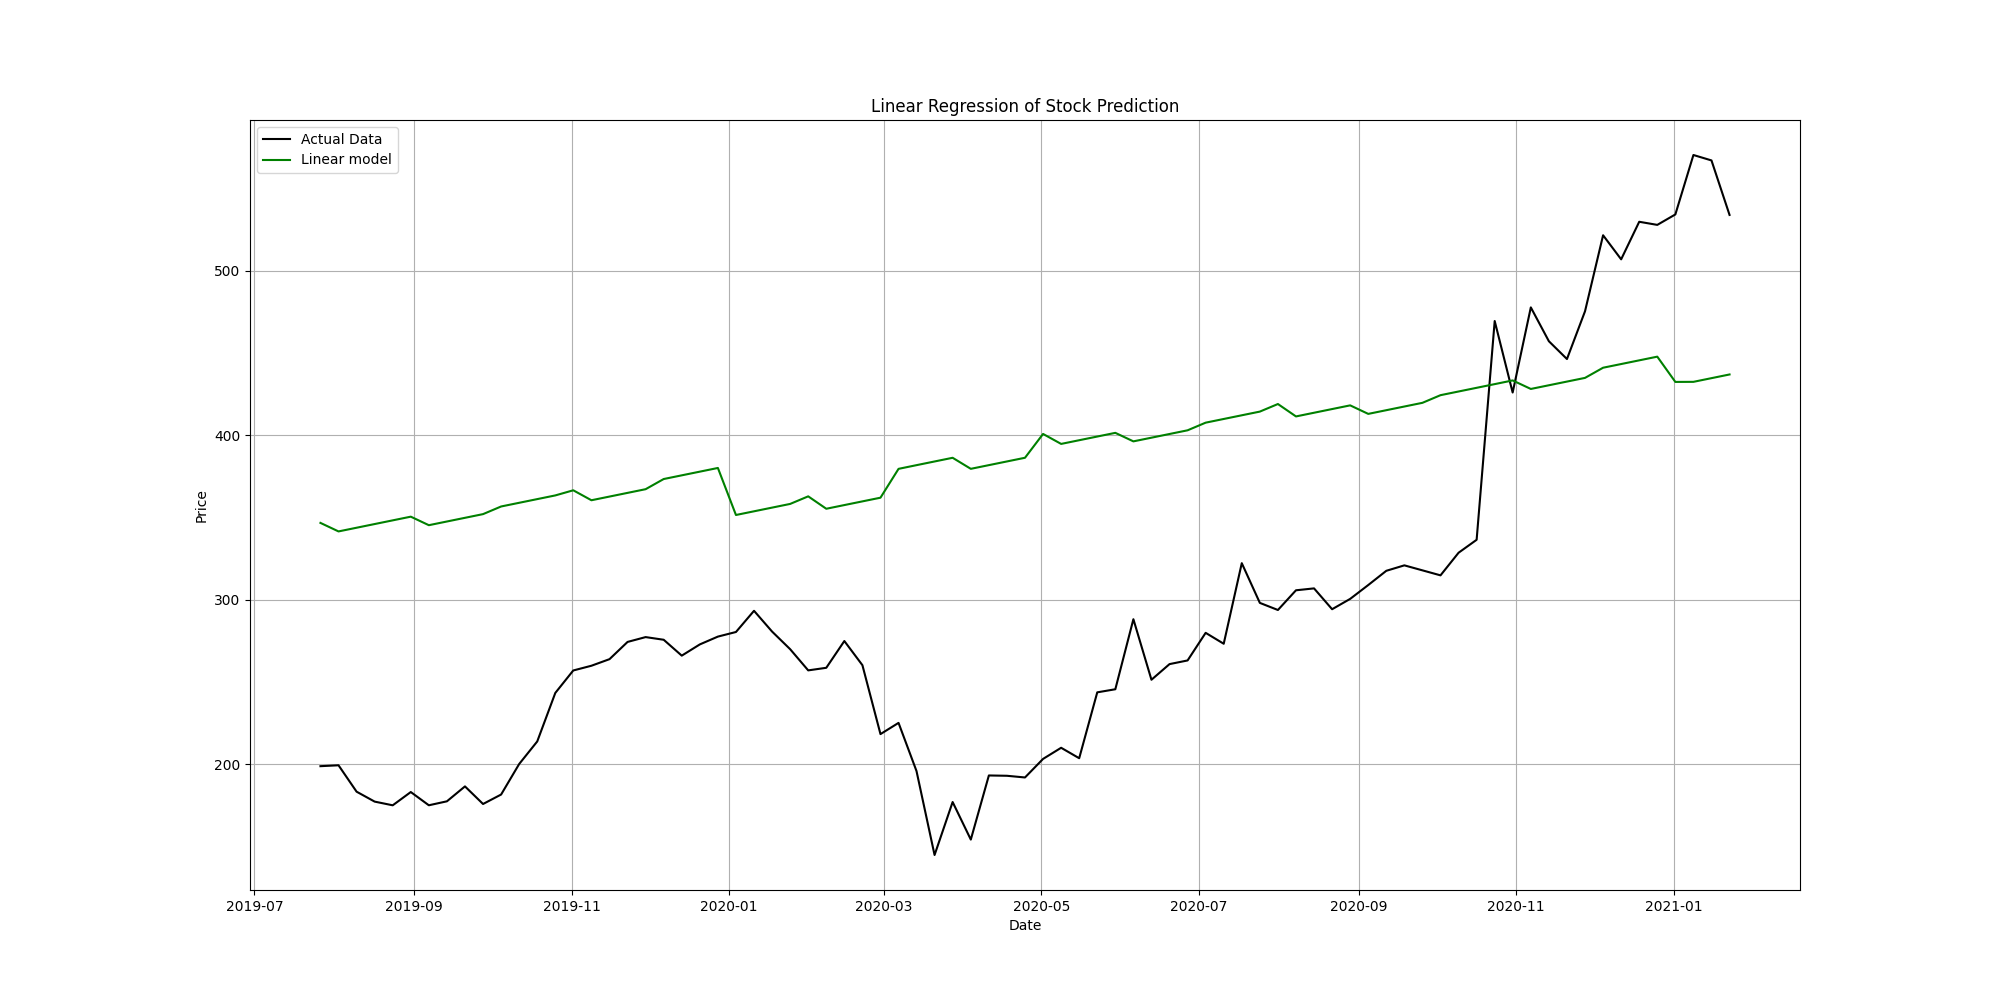 Linear Regression of Stock Prediction
Actual Data
Linear model
500
400
300
200
Price
2019-07 2019-09 2019-11 2020-01 2020-03 2020-05 2020-07 2020-09 2020-11 2021-01
Date